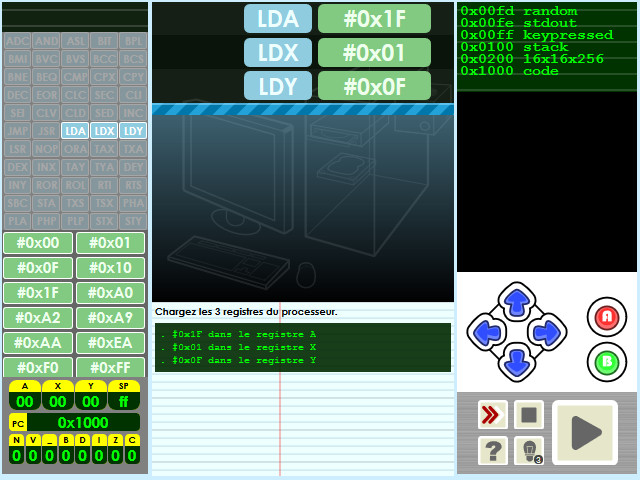 ADC AND ASL BIT BPL
BMI BVC BVS BCC BCS
BNE BEQ CMP CPX CPY
DEC EOR CLC SEC CLI
SEI CLV CLD SED INC
JMP JSR LDA LDX LDY
LSR NOP ORA TAX TXA
DEX INX TAY TYA DEY
INY ROR ROL RTI RTS
SBC STA TXS TSX PHA
PLA PHP PLP STX STY
#0x00 #0x01
#0x0F #0x10
#0x1F #0xA0
#0xA2 #0xA?
#0xAA #0xEA
#0xF0 #0xFF
A X Y SP
00 00 00 ff
PC 0x1000
N V _ B D I Z C
0 0 0 0 0 0 0 0
LDA #0x1F
LDX #0x01
LDY #0x0F
Chargez les 3 registres du processeur.
. #0x1F dans le registre A
. #0x01 dans le registre X
. #0x0F dans le registre Y
0x00fd random
0x00fe stdout
0x00ff keypressed
0x0100 stack
0x0200 16x16x256
0x1000 code
A
B
?
3